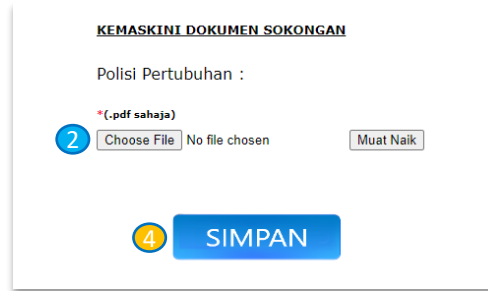 KEMASKINI DOKUMEN SOKONGAN
Polisi Pertubuhan :
*(.pdf sahaja)
2 Choose File No file chosen Muat Naik
4 SIMPAN